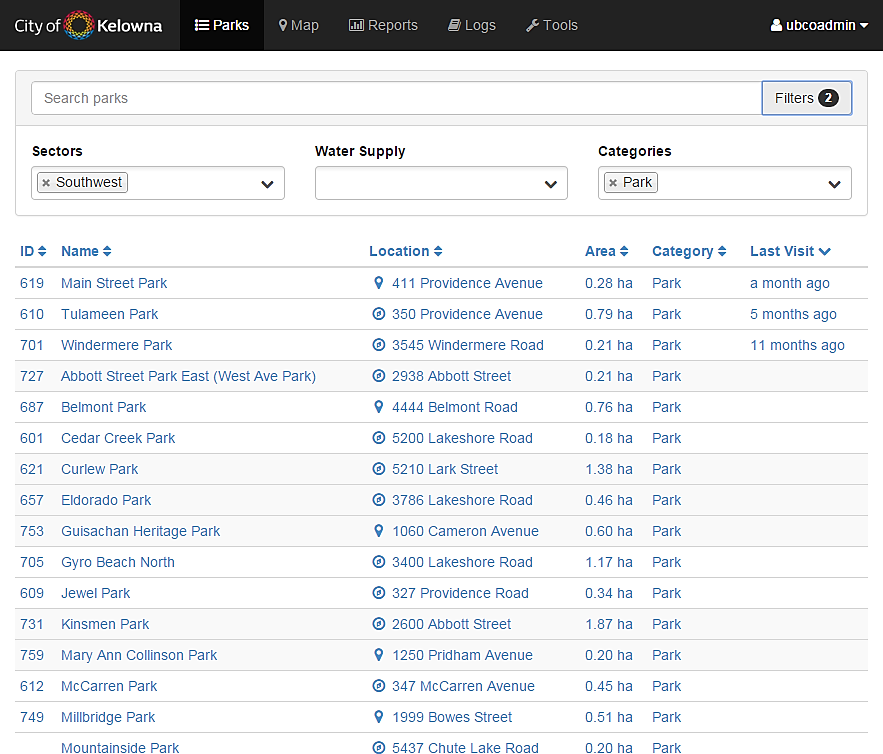 City of Kelowna Parks Map Reports Logs Tools ubcoadmin
Search parks Filters 2
Sectors Water Supply Categories
× Southwest × Park
ID Name Location Area Category Last Visit
619 Main Street Park 411 Providence Avenue 0.28 ha Park a month ago
610 Tulameen Park 350 Providence Avenue 0.79 ha Park 5 months ago
701 Windermere Park 3545 Windermere Road 0.21 ha Park 11 months ago
727 Abbott Street Park East (West Ave Park) 2938 Abbott Street 0.21 ha Park
687 Belmont Park 4444 Belmont Road 0.76 ha Park
601 Cedar Creek Park 5200 Lakeshore Road 0.18 ha Park
621 Curlew Park 5210 Lark Street 1.38 ha Park
657 Eldorado Park 3786 Lakeshore Road 0.46 ha Park
753 Guisachan Heritage Park 1060 Cameron Avenue 0.60 ha Park
705 Gyro Beach North 3400 Lakeshore Road 1.17 ha Park
609 Jewel Park 327 Providence Road 0.34 ha Park
731 Kinsmen Park 2600 Abbott Street 1.87 ha Park
759 Mary Ann Collinson Park 1250 Pridham Avenue 0.20 ha Park
612 McCarren Park 347 McCarren Avenue 0.45 ha Park
749 Millbridge Park 1999 Bowes Street 0.51 ha Park
Mountainside Park 5437 Chute Lake Road 0.20 ha Park